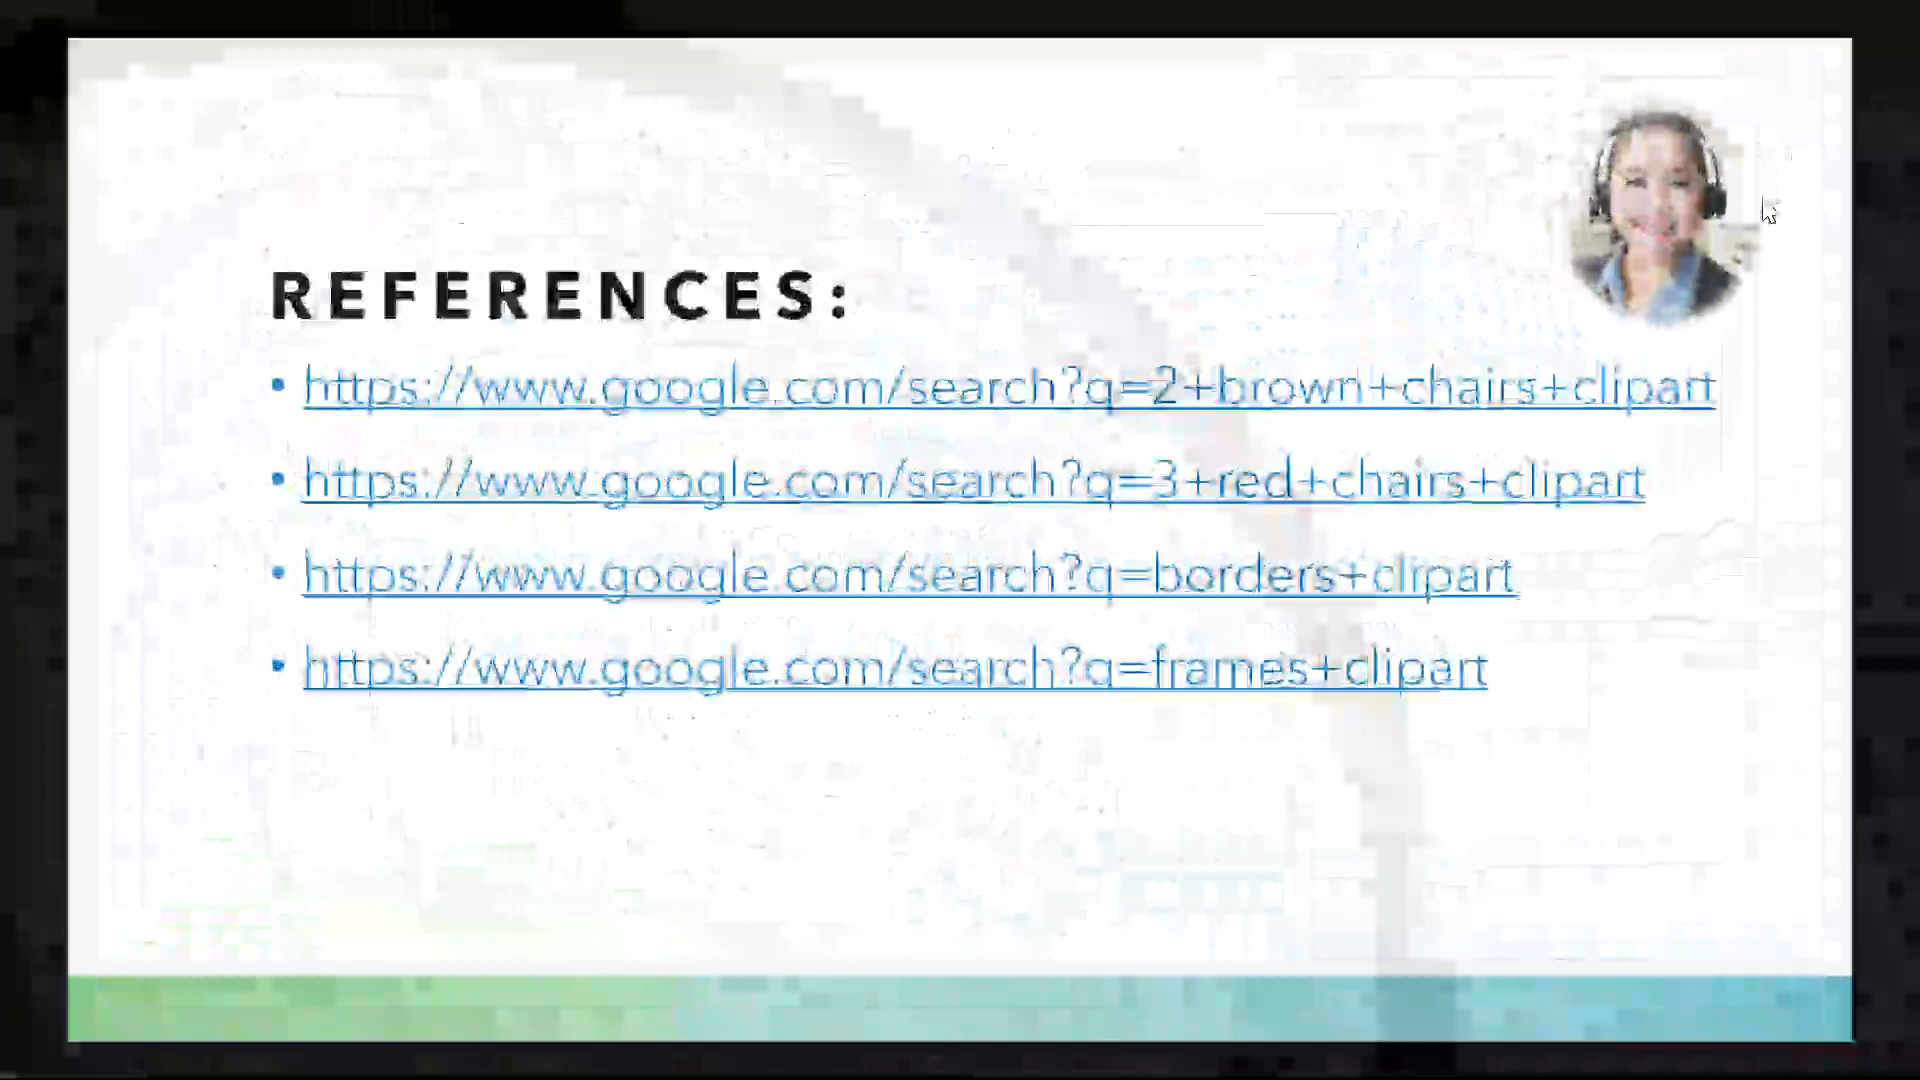 REFERENCES:
• https://www.google.com/search?q=2+brown+chairs+clipart
• https://www.google.com/search?q=3+red+chairs+clipart
• https://www.google.com/search?q=borders+clipart
• https://www.google.com/search?q=frames+clipart